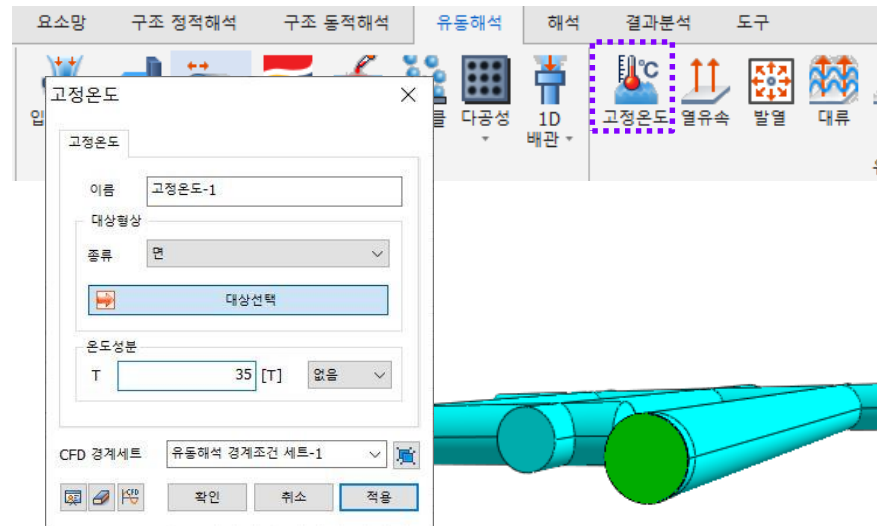 요소망 구조 정적해석 구조 동적해석 유동해석 해석 결과분석 도구
입
클 다공성 1D 배관 고정온도 열유속 발열 대류
고정온도
고정온도
이름 고정온도-1
대상형상
종류 면
대상선택
온도성분
T 35 [T] 없음
CFD 경계세트 유동해석 경계조건 세트-1
확인 취소 적용